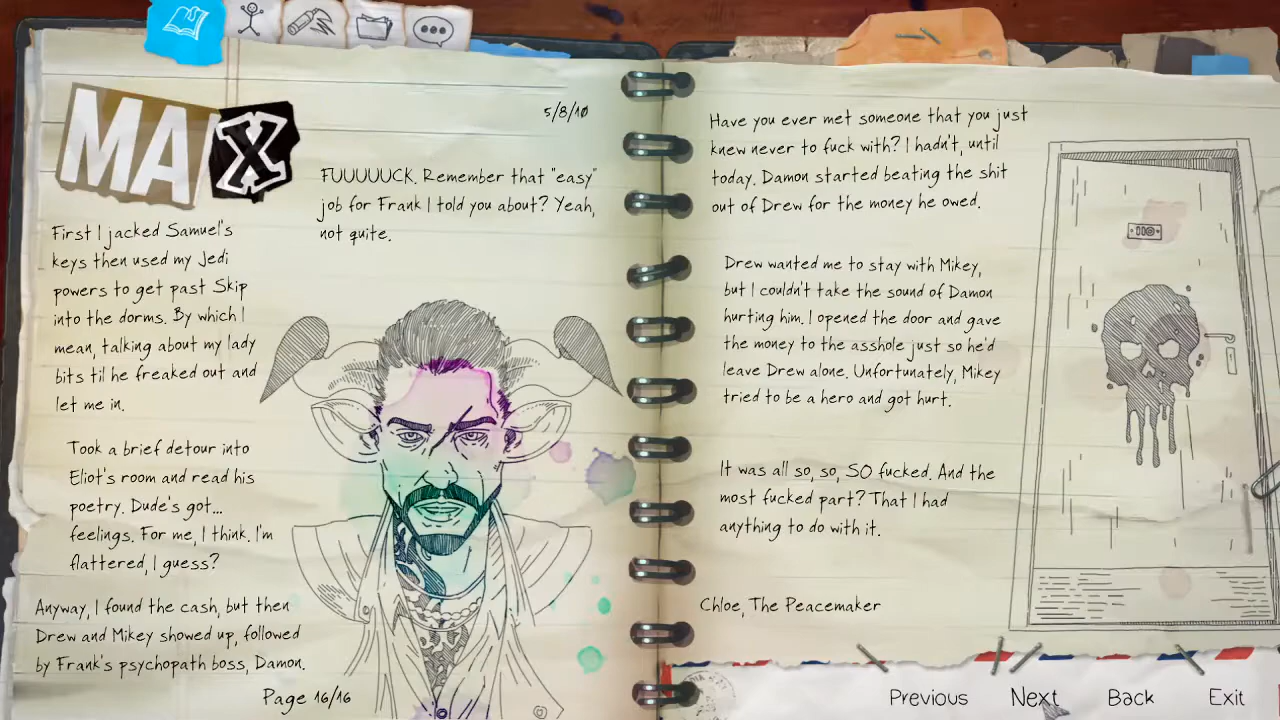 MAX
5/8/10
FUUUUUCK. Remember that "easy"
job for Frank I told you about? Yeah,
not quite.
First I jacked Samuel's
keys then used my Jedi
powers to get past Skip
into the dorms. By which I
mean, talking about my lady
bits til he freaked out and
let me in.
Took a brief detour into
Eliot's room and read his
poetry. Dude's got...
feelings. For me, I think. I'm
flattered, I guess?
Anyway, I found the cash, but then
Drew and Mikey showed up, followed
by Frank's psychopath boss, Damon.
Page 16/16
Have you ever met someone that you just
knew never to fuck with? I hadn't, until
today. Damon started beating the shit
out of Drew for the money he owed.
Drew wanted me to stay with Mikey,
but I couldn't take the sound of Damon
hurting him. I opened the door and gave
the money to the asshole just so he'd
leave Drew alone. Unfortunately, Mikey
tried to be a hero and got hurt.
It was all so, so, SO fucked. And the
most fucked part? That I had
anything to do with it.
Chloe, The Peacemaker
Previous Next Back Exit